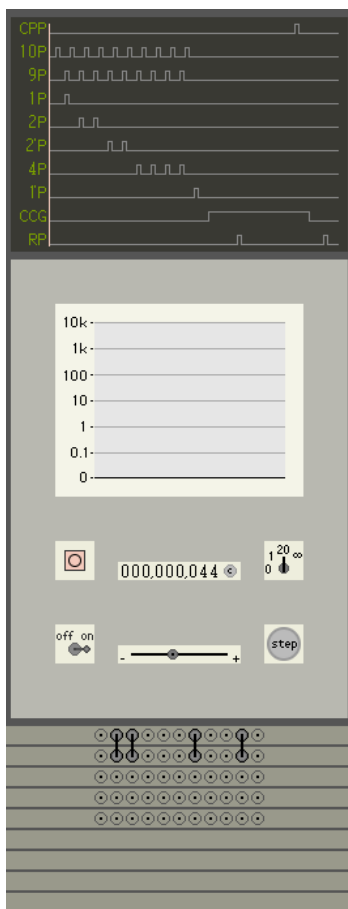 CPP
10P
9P
1P
2P
2'P
4P
1'P
CCG
RP
10k
1k
100
10
1
0.1
0
000,000,044 c
0 1 20 ∞
off on
- +
step